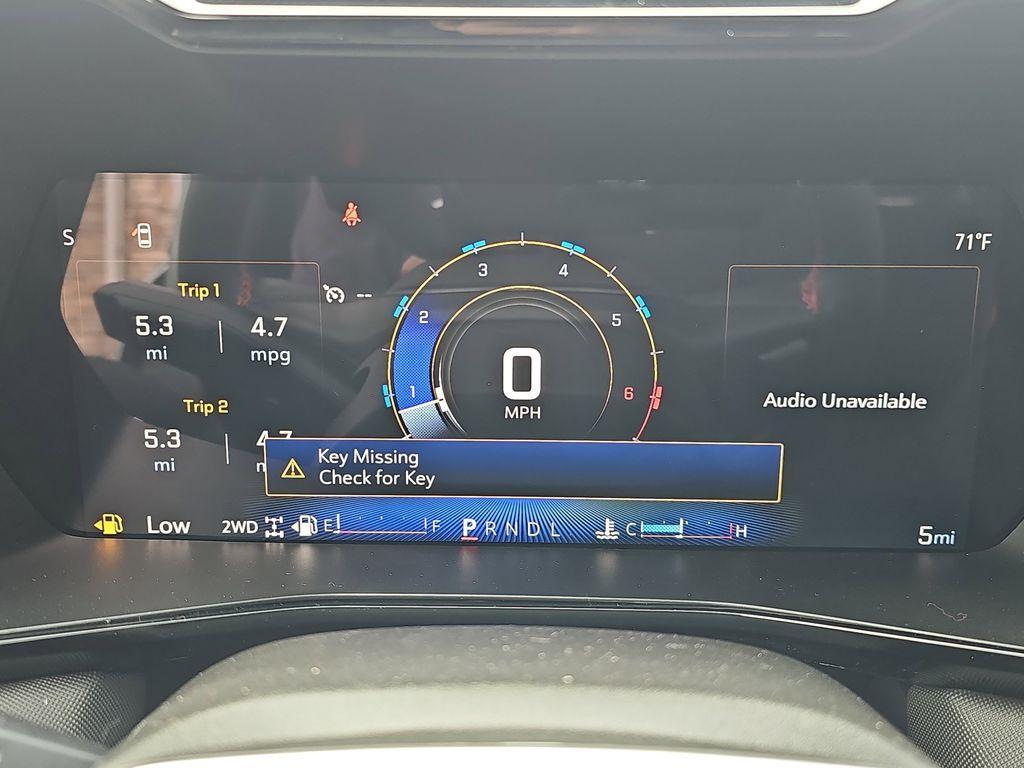 S
71°F
Trip 1
5.3
mi
4.7
mpg
--
1
2
3
4
5
6
0
MPH
Audio Unavailable
Trip 2
5.3
mi
Key Missing
Check for Key
Low
2WD
E
F
P R N D L
C
H
5mi